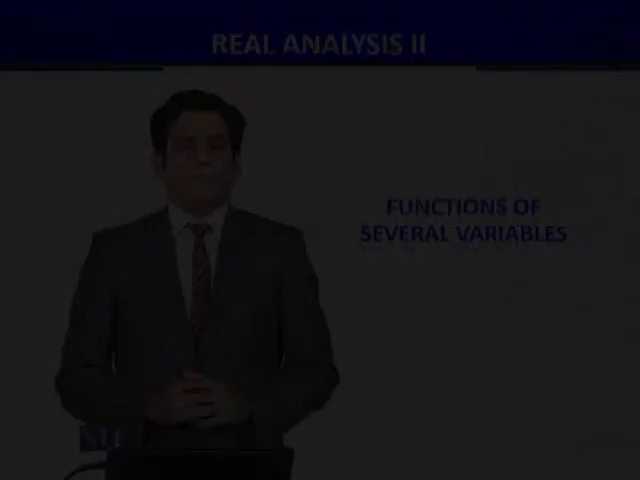 REAL ANALYSIS II
FUNCTIONS OF
SEVERAL VARIABLES